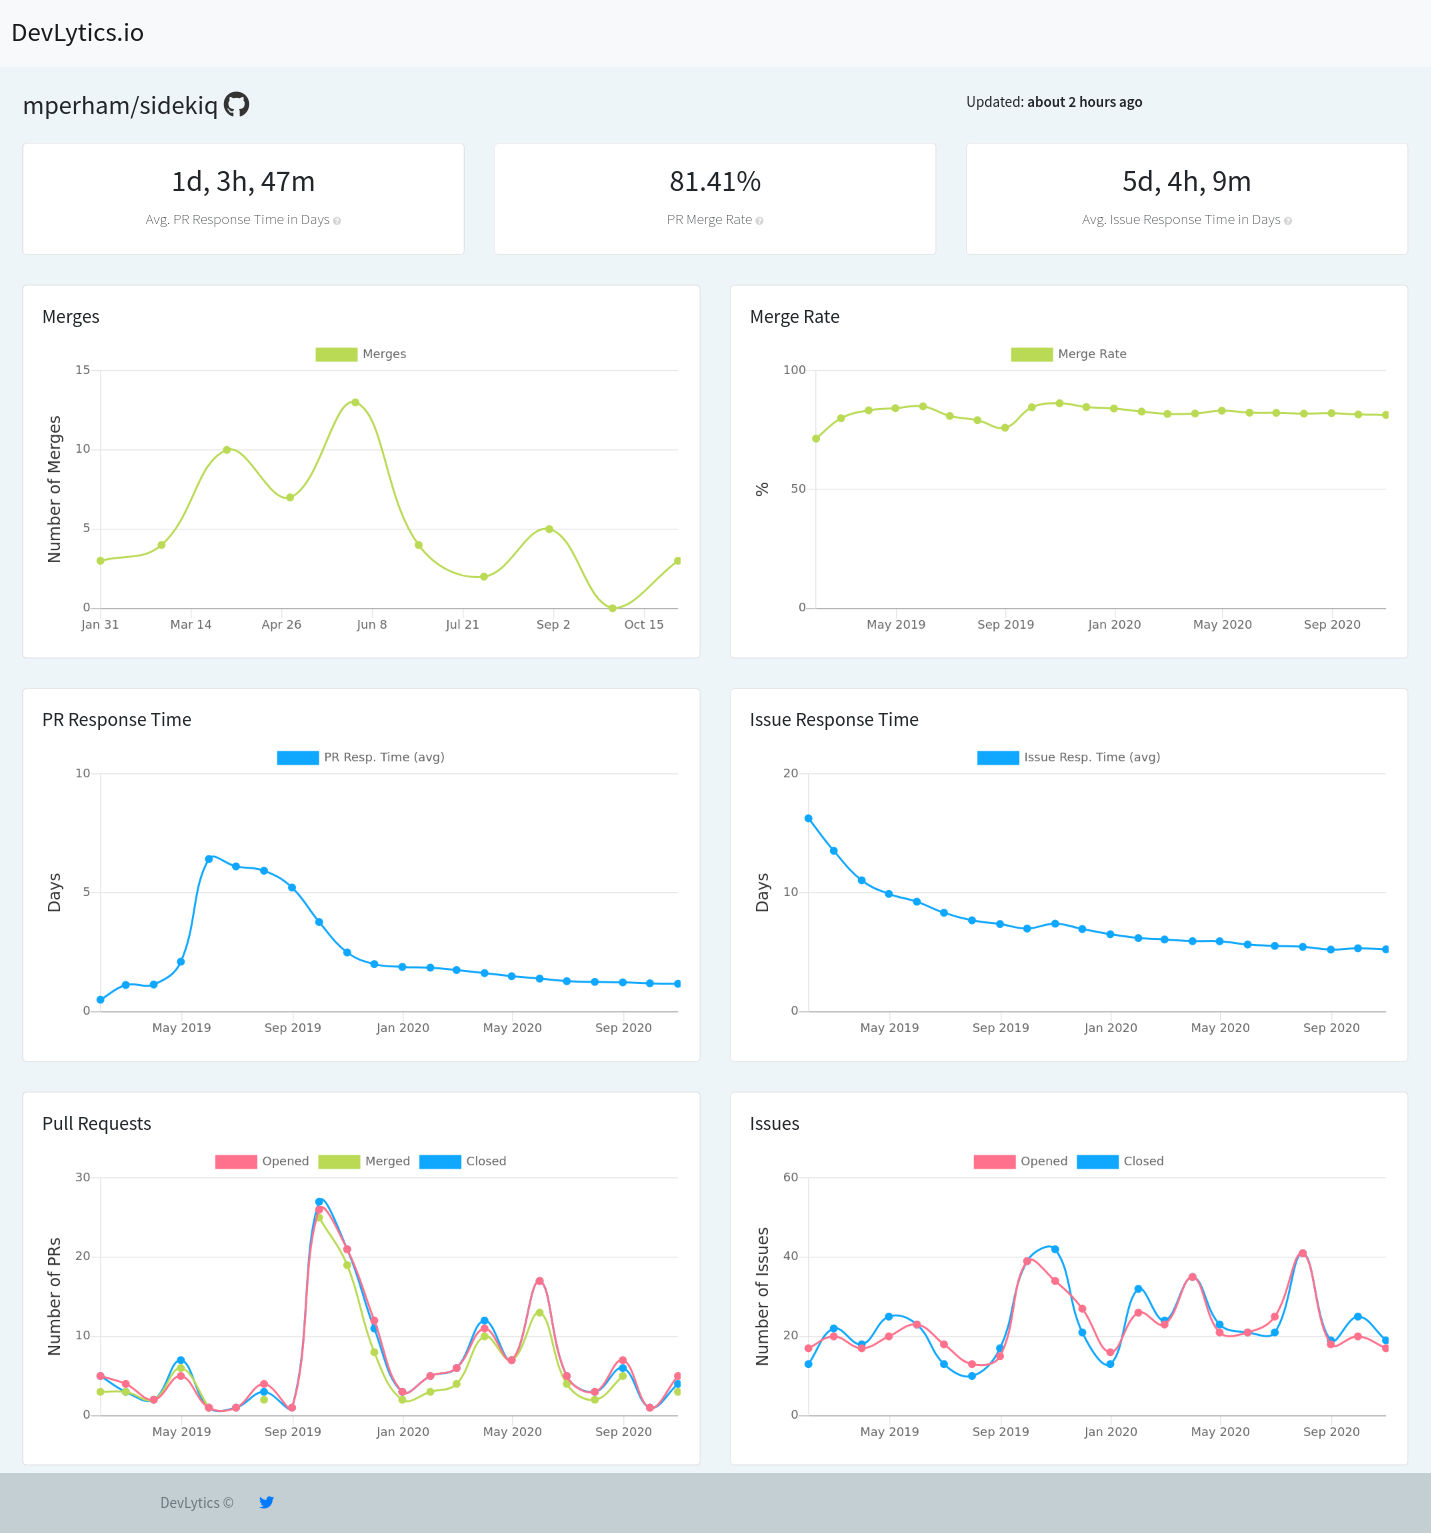 DevLytics.io
mperham/sidekiq
Updated: about 2 hours ago
1d, 3h, 47m
Avg. PR Response Time in Days ?
81.41%
PR Merge Rate ?
5d, 4h, 9m
Avg. Issue Response Time in Days ?
Merges
Merges
Number of Merges
15
10
5
0
Jan 31 Mar 14 Apr 26 Jun 8 Jul 21 Sep 2 Oct 15
Merge Rate
Merge Rate
%
100
50
0
May 2019 Sep 2019 Jan 2020 May 2020 Sep 2020
PR Response Time
PR Resp. Time (avg)
Days
10
5
0
May 2019 Sep 2019 Jan 2020 May 2020 Sep 2020
Issue Response Time
Issue Resp. Time (avg)
Days
20
10
0
May 2019 Sep 2019 Jan 2020 May 2020 Sep 2020
Pull Requests
Opened Merged Closed
Number of PRs
30
20
10
0
May 2019 Sep 2019 Jan 2020 May 2020 Sep 2020
Issues
Opened Closed
Number of Issues
60
40
20
0
May 2019 Sep 2019 Jan 2020 May 2020 Sep 2020
DevLytics ©